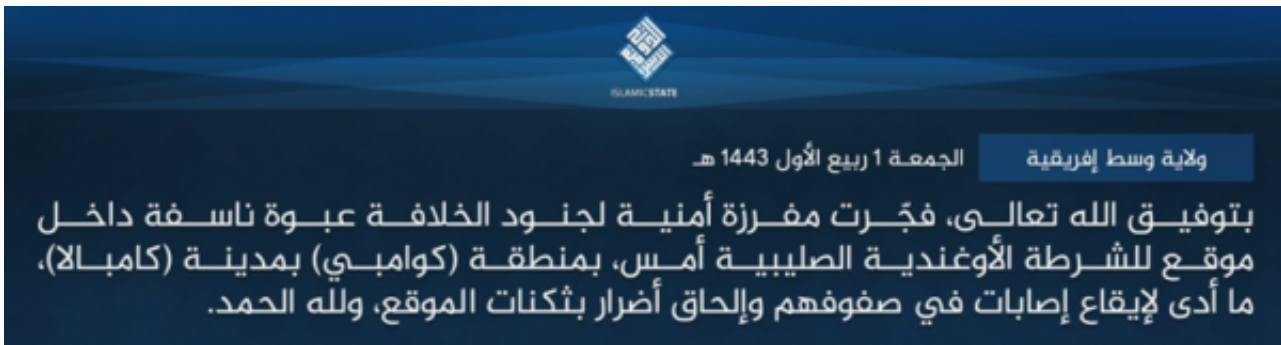 الدولة الإسلامية
ISLAMIC STATE
ولاية وسط إفريقية
الجمعة 1 ربيع الأول 1443 هـ
بتوفيق الله تعالى، فجّرت مفرزة أمنية لجنود الخلافة عبوة ناسفة داخل
موقع للشرطة الأوغندية الصليبية أمس، بمنطقة (كوامبي) بمدينة (كامبالا)،
ما أدى لإيقاع إصابات في صفوفهم وإلحاق أضرار بثكنات الموقع، ولله الحمد.